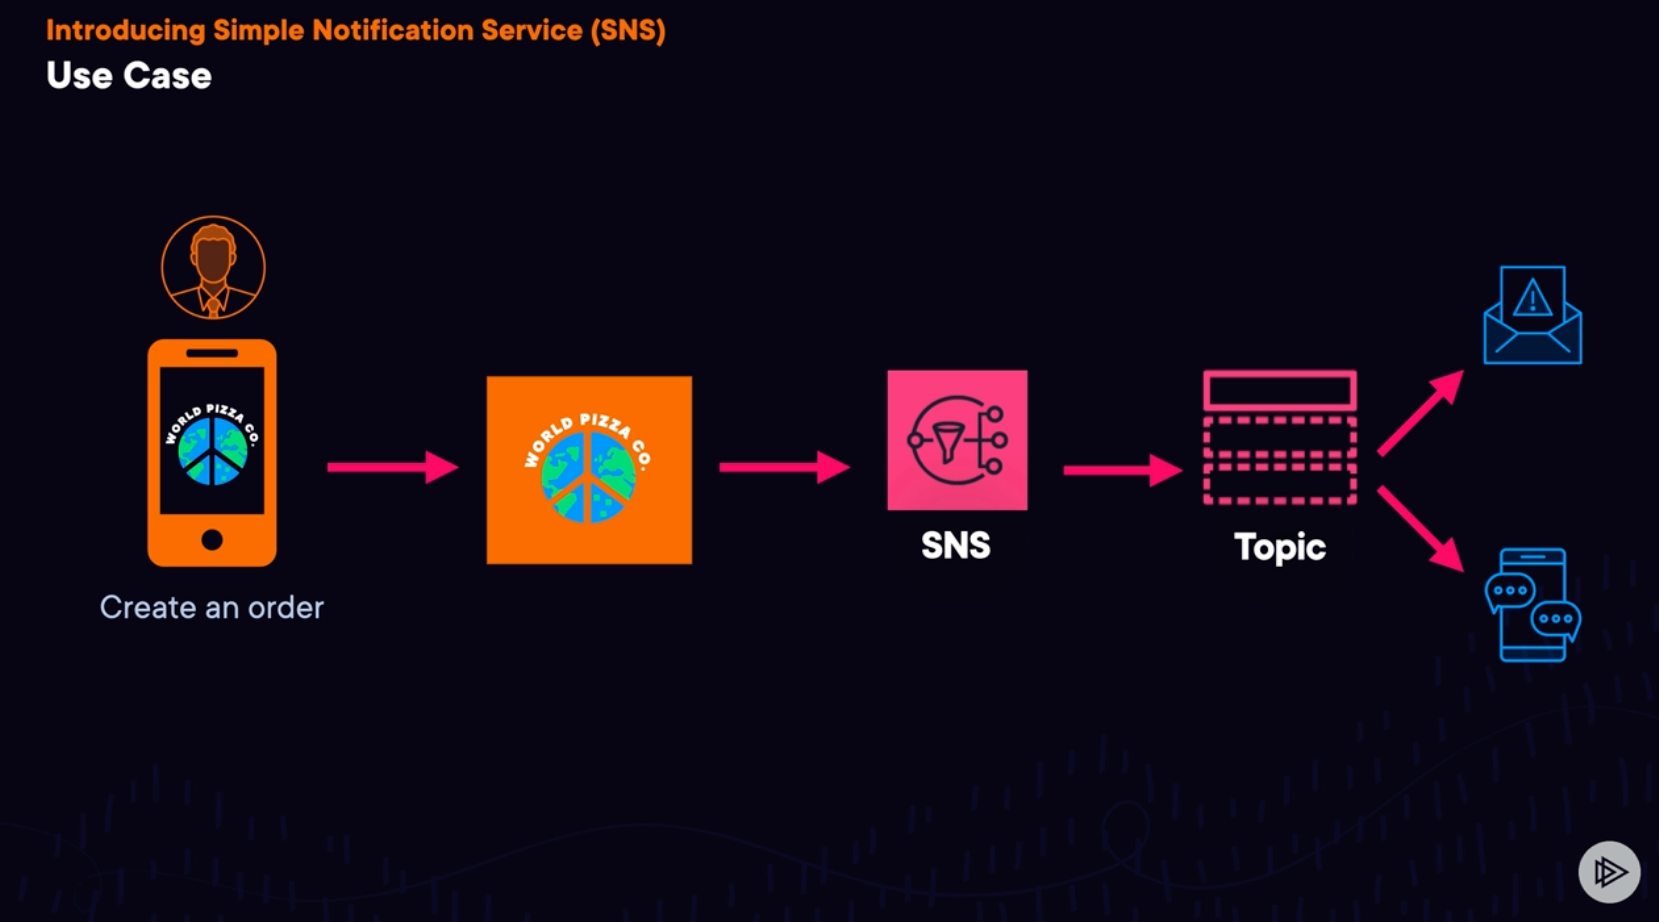 Introducing Simple Notification Service (SNS)
Use Case
WORLD PIZZA CO.
WORLD PIZZA CO.
SNS
Topic
Create an order